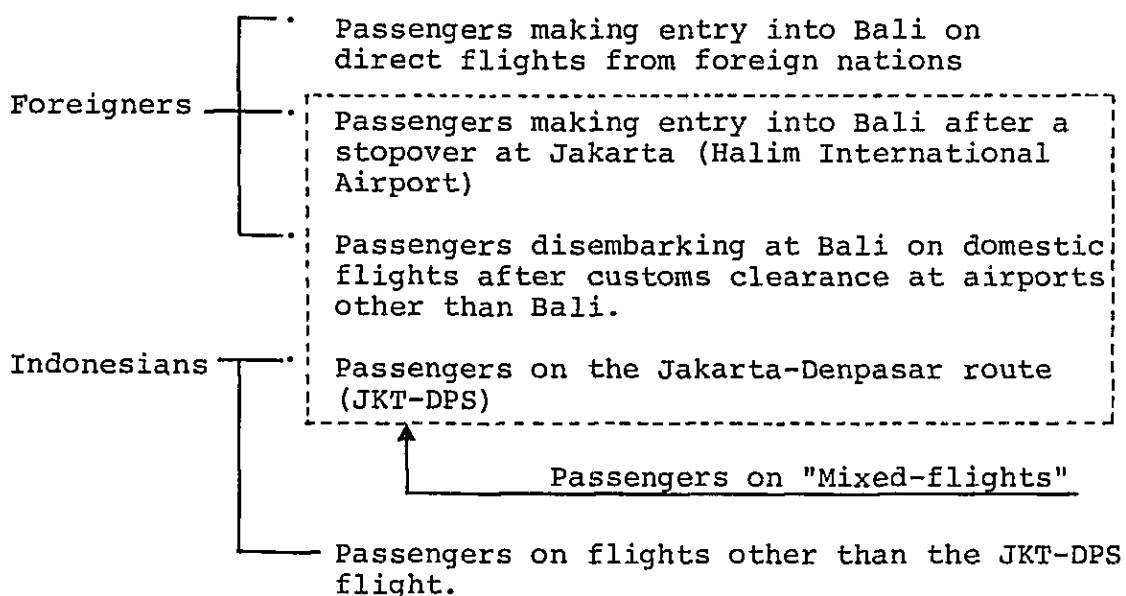 Passengers making entry into Bali on
direct flights from foreign nations
Foreigners
Passengers making entry into Bali after a
stopover at Jakarta (Halim International
Airport)
Passengers disembarking at Bali on domestic
flights after customs clearance at airports
other than Bali.
Indonesians
Passengers on the Jakarta-Denpasar route
(JKT-DPS)
Passengers on "Mixed-flights"
Passengers on flights other than the JKT-DPS
flight.